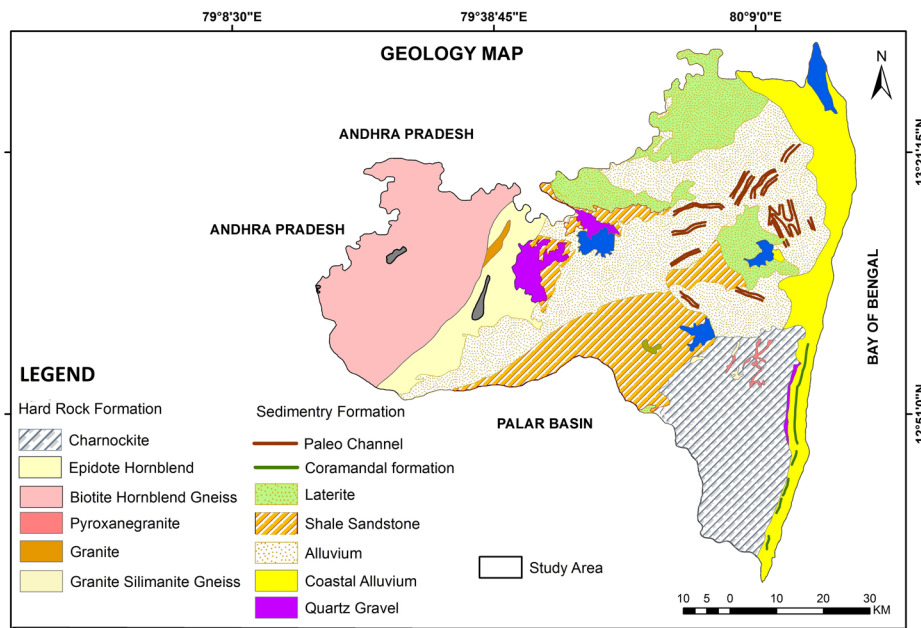 79°8'30"E 79°38'45"E 80°9'0"E
GEOLOGY MAP
N
ANDHRA PRADESH
13°21'15"N
ANDHRA PRADESH
BAY OF BENGAL
PALAR BASIN
LEGEND
Hard Rock Formation
Charnockite
Epidote Hornblend
Biotite Hornblend Gneiss
Pyroxanegranite
Granite
Granite Silimanite Gneiss
Sedimentry Formation
Paleo Channel
Coramandal formation
Laterite
Shale Sandstone
Alluvium
Coastal Alluvium
Quartz Gravel
Study Area
10 5 0 10 20 30
KM